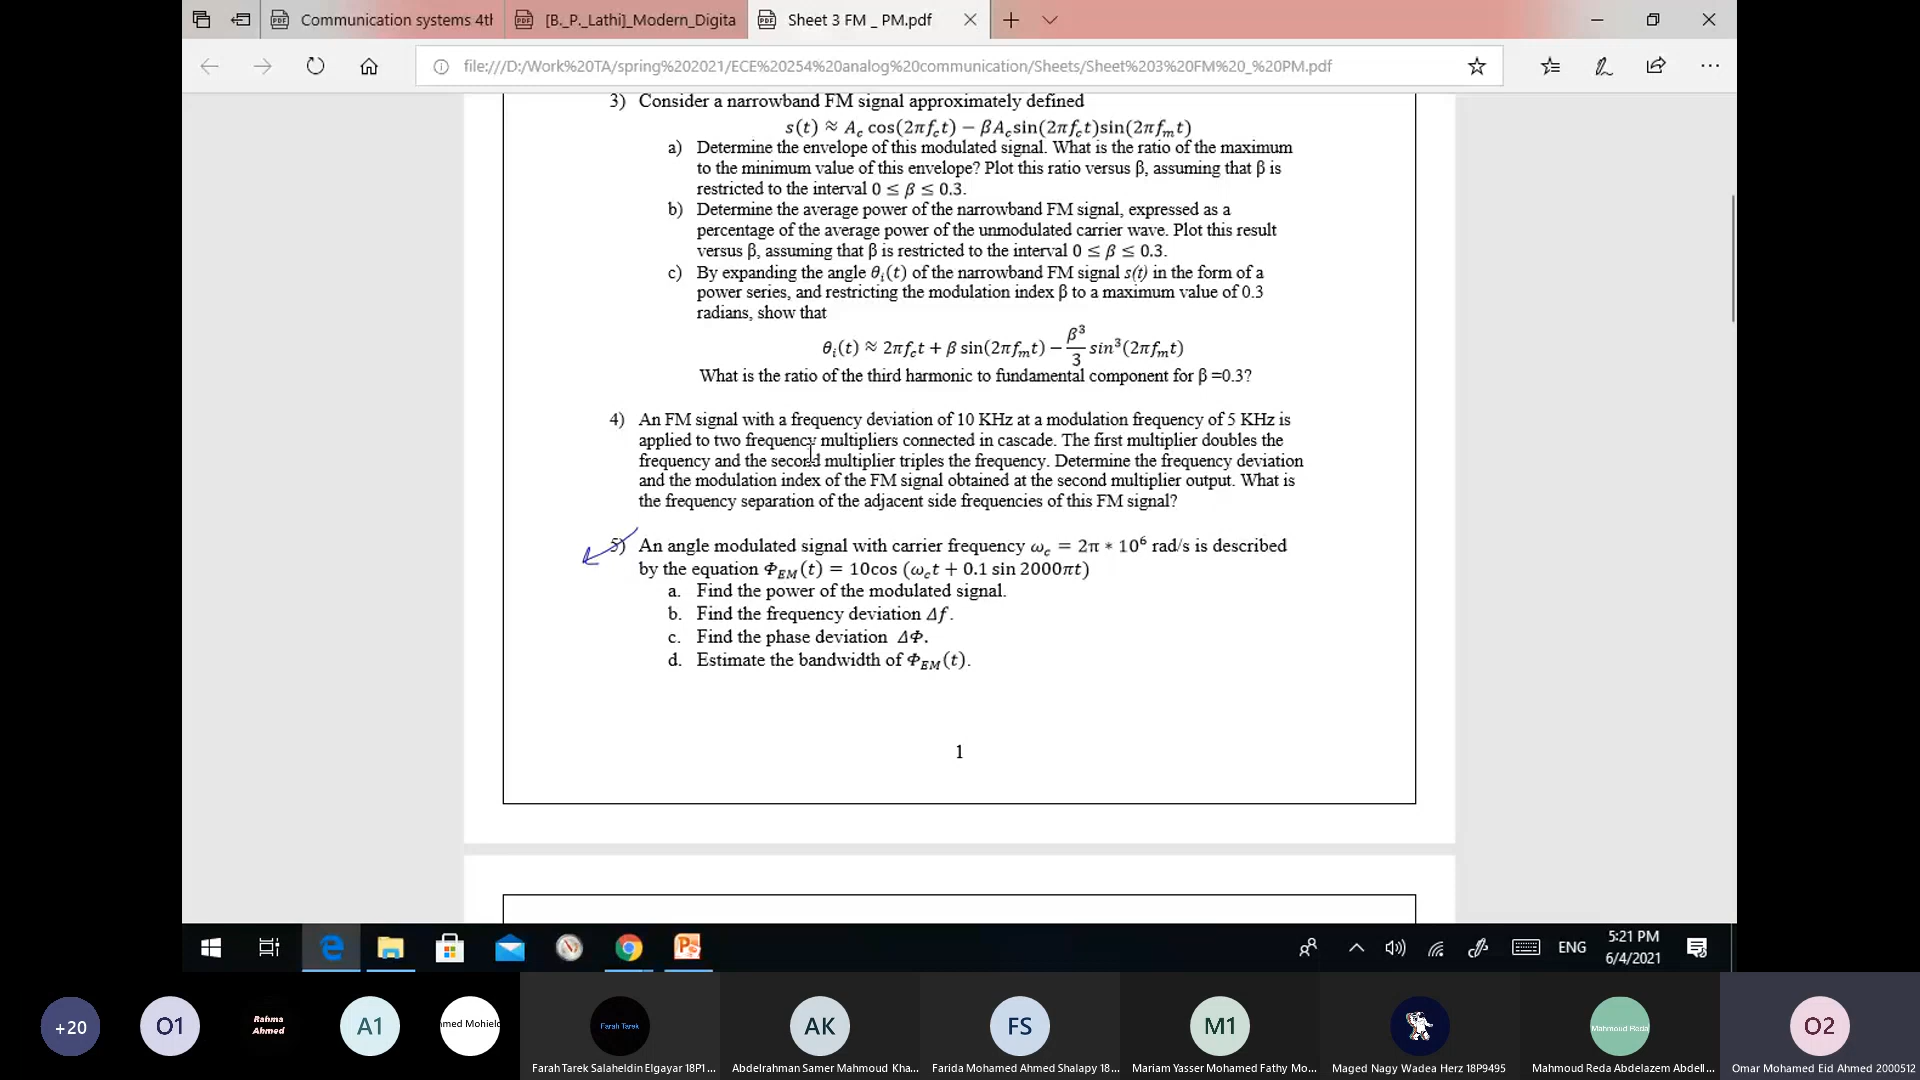 Communication systems 4th
[B._P._Lathi]_Modern_Digita
Sheet 3 FM _ PM.pdf
file:///D:/Work%20TA/spring%202021/ECE%20254%20analog%20communication/Sheets/Sheet%203%20FM%20_%20PM.pdf
3) Consider a narrowband FM signal approximately defined
s(t) ≈ A_c cos(2πf_c t) − βA_c sin(2πf_c t)sin(2πf_m t)
a) Determine the envelope of this modulated signal. What is the ratio of the maximum
to the minimum value of this envelope? Plot this ratio versus β, assuming that β is
restricted to the interval 0 ≤ β ≤ 0.3.
b) Determine the average power of the narrowband FM signal, expressed as a
percentage of the average power of the unmodulated carrier wave. Plot this result
versus β, assuming that β is restricted to the interval 0 ≤ β ≤ 0.3.
c) By expanding the angle θ_i(t) of the narrowband FM signal s(t) in the form of a
power series, and restricting the modulation index β to a maximum value of 0.3
radians, show that
θ_i(t) ≈ 2πf_c t + β sin(2πf_m t) − β³/3 sin³(2πf_m t)
What is the ratio of the third harmonic to fundamental component for β =0.3?
4) An FM signal with a frequency deviation of 10 KHz at a modulation frequency of 5 KHz is
applied to two frequency multipliers connected in cascade. The first multiplier doubles the
frequency and the second multiplier triples the frequency. Determine the frequency deviation
and the modulation index of the FM signal obtained at the second multiplier output. What is
the frequency separation of the adjacent side frequencies of this FM signal?
5) An angle modulated signal with carrier frequency ω_c = 2π * 10⁶ rad/s is described
by the equation Φ_EM(t) = 10cos (ω_c t + 0.1 sin 2000πt)
a. Find the power of the modulated signal.
b. Find the frequency deviation Δf.
c. Find the phase deviation ΔΦ.
d. Estimate the bandwidth of Φ_EM(t).
1
ENG
5:21 PM
6/4/2021
+20
O1
Rahma
Ahmed
A1
hmed Mohield
Farah Tarek
AK
FS
M1
Mahmoud Reda
O2
Farah Tarek Salaheldin Elgayar 18P1...
Abdelrahman Samer Mahmoud Kha...
Farida Mohamed Ahmed Shalapy 18...
Mariam Yasser Mohamed Fathy Mo...
Maged Nagy Wadea Herz 18P9495
Mahmoud Reda Abdelazem Abdell...
Omar Mohamed Eid Ahmed 2000512